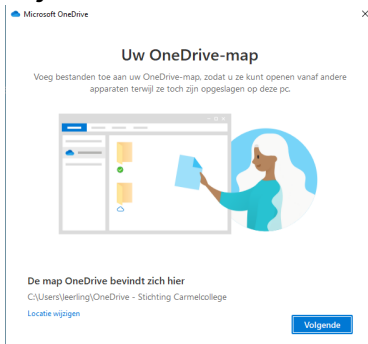 Microsoft OneDrive
Uw OneDrive-map
Voeg bestanden toe aan uw OneDrive-map, zodat u ze kunt openen vanaf andere
apparaten terwijl ze toch zijn opgeslagen op deze pc.
De map OneDrive bevindt zich hier
C:\Users\leerling\OneDrive - Stichting Carmelcollege
Locatie wijzigen
Volgende